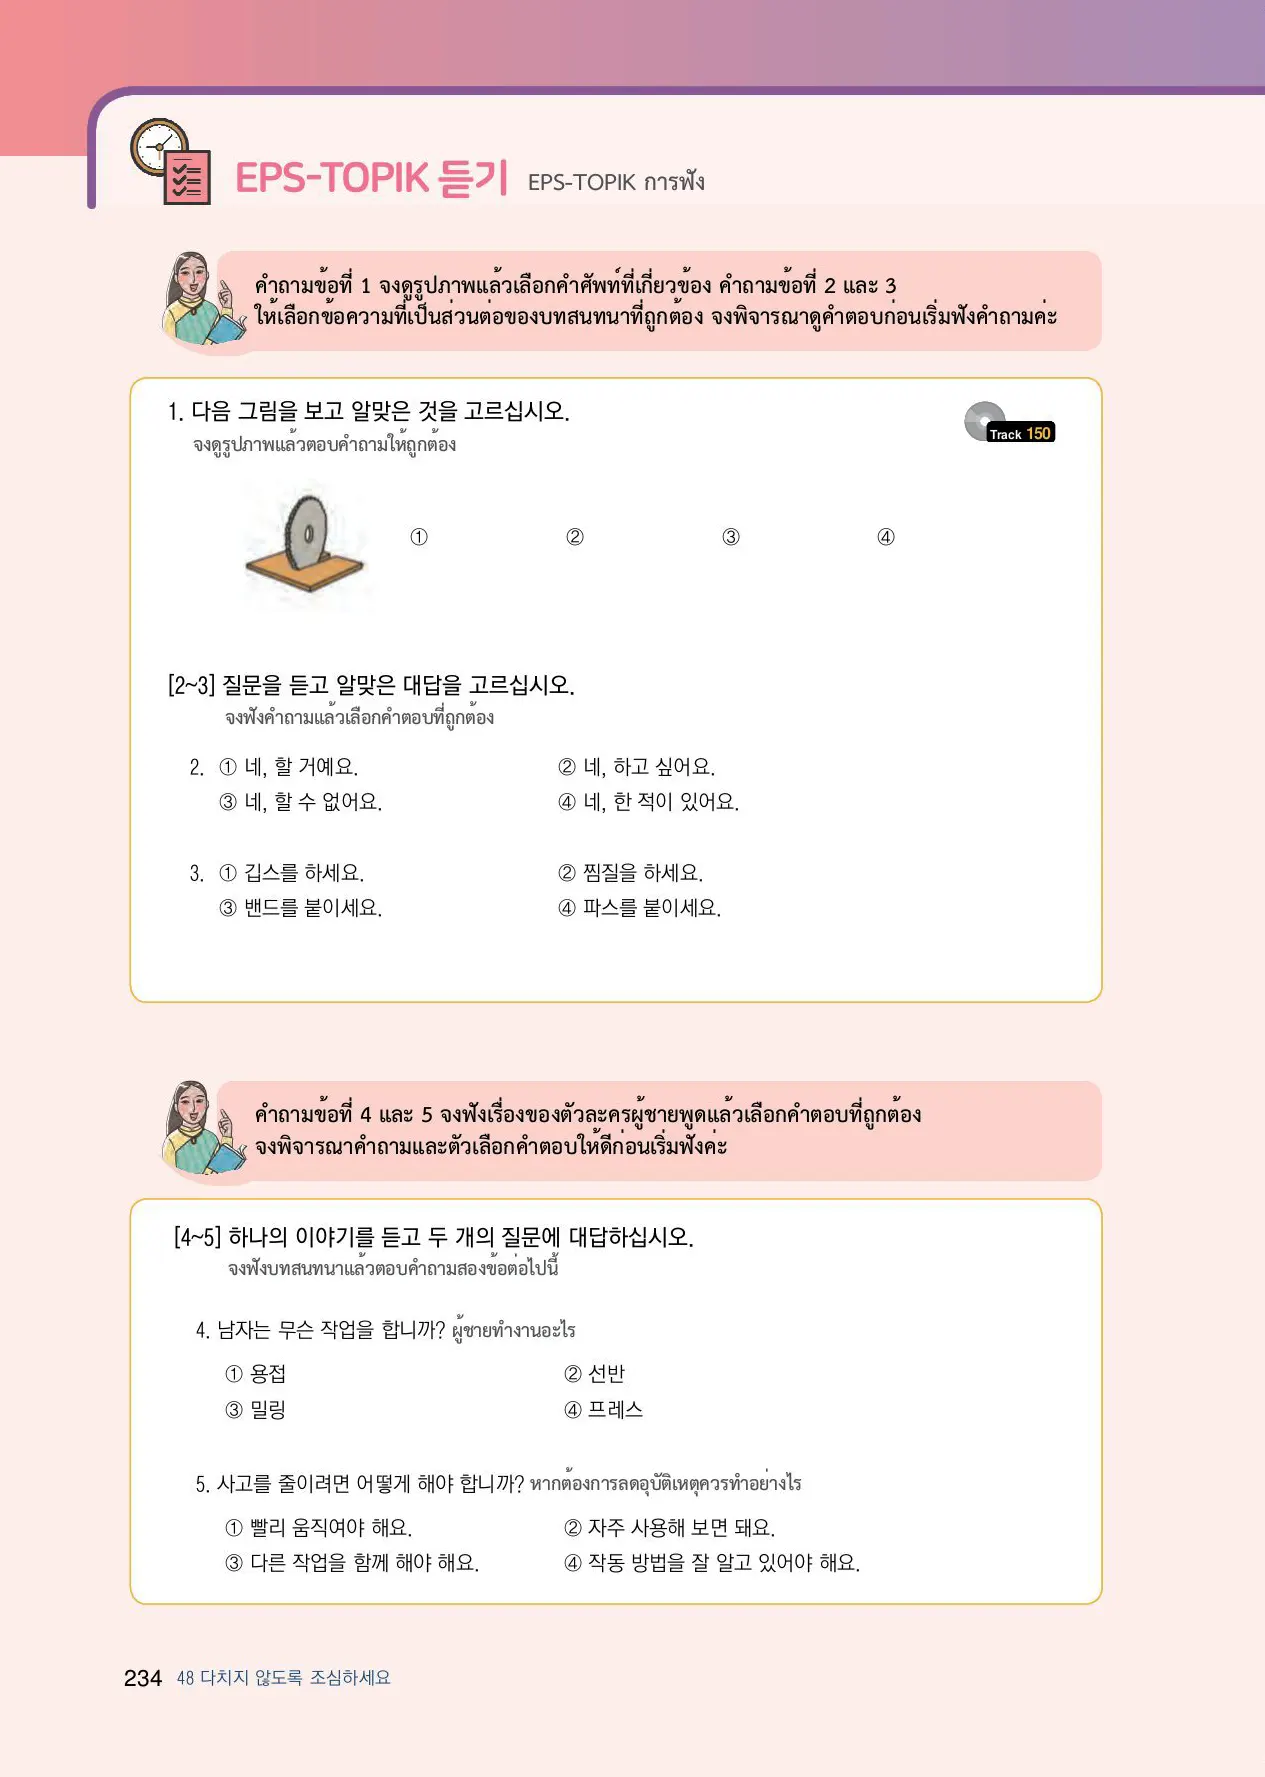 EPS-TOPIK 듣기 EPS-TOPIK การฟัง
คำถามข้อที่ 1 จงดูรูปภาพแล้วเลือกคำศัพท์ที่เกี่ยวข้อง คำถามข้อที่ 2 และ 3
ให้เลือกข้อความที่เป็นส่วนต่อของบทสนทนาที่ถูกต้อง จงพิจารณาดูคำตอบก่อนเริ่มฟังคำถามค่ะ
1. 다음 그림을 보고 알맞은 것을 고르십시오.
จงดูรูปภาพแล้วตอบคำถามให้ถูกต้อง
Track 150
① ② ③ ④
[2~3] 질문을 듣고 알맞은 대답을 고르십시오.
จงฟังคำถามแล้วเลือกคำตอบที่ถูกต้อง
2. ① 네, 할 거예요. ② 네, 하고 싶어요.
③ 네, 할 수 없어요. ④ 네, 한 적이 있어요.
3. ① 깁스를 하세요. ② 찜질을 하세요.
③ 밴드를 붙이세요. ④ 파스를 붙이세요.
คำถามข้อที่ 4 และ 5 จงฟังเรื่องของตัวละครผู้ชายพูดแล้วเลือกคำตอบที่ถูกต้อง
จงพิจารณาคำถามและตัวเลือกคำตอบให้ดีก่อนเริ่มฟังค่ะ
[4~5] 하나의 이야기를 듣고 두 개의 질문에 대답하십시오.
จงฟังบทสนทนาแล้วตอบคำถามสองข้อต่อไปนี้
4. 남자는 무슨 작업을 합니까? ผู้ชายทำงานอะไร
① 용접 ② 선반
③ 밀링 ④ 프레스
5. 사고를 줄이려면 어떻게 해야 합니까? หากต้องการลดอุบัติเหตุควรทำอย่างไร
① 빨리 움직여야 해요. ② 자주 사용해 보면 돼요.
③ 다른 작업을 함께 해야 해요. ④ 작동 방법을 잘 알고 있어야 해요.
234 48 다치지 않도록 조심하세요